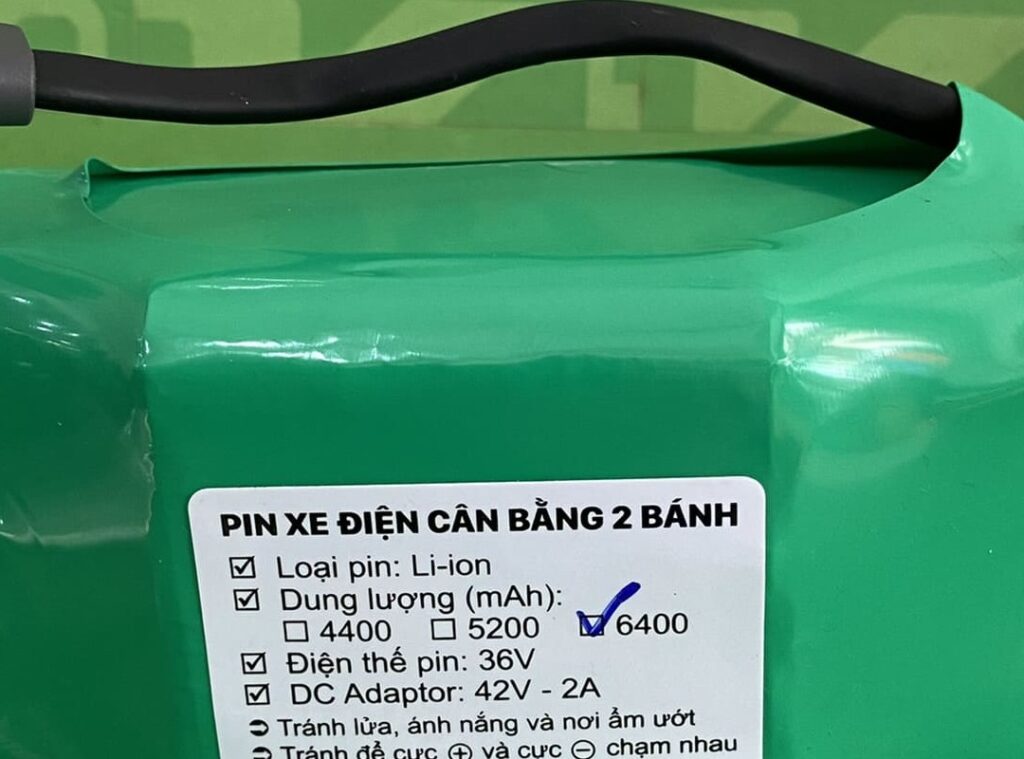 PIN XE ĐIỆN CÂN BẰNG 2 BÁNH
☑ Loại pin: Li-ion
☑ Dung lượng (mAh):
☐ 4400 ☐ 5200 ☑ 6400
☑ Điện thế pin: 36V
☑ DC Adaptor: 42V - 2A
➲ Tránh lửa, ánh nắng và nơi ẩm ướt
➲ Tránh để cực ⊕ và cực ⊖ chạm nhau